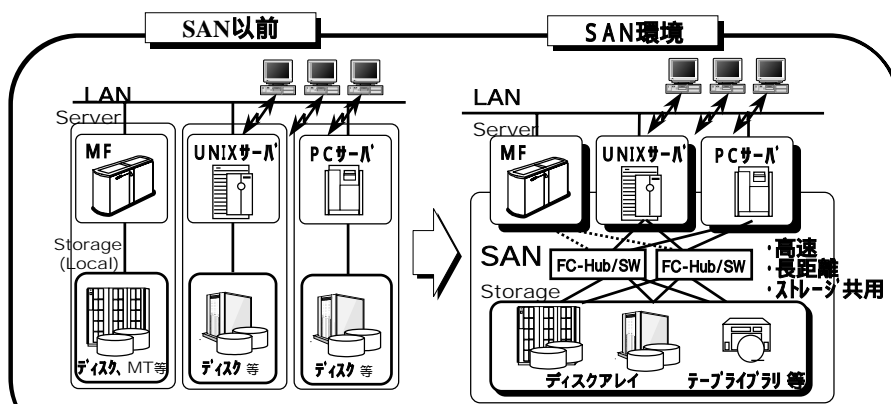 SAN以前
LAN
Server
MF
UNIXサーバ
PCサーバ
Storage
(Local)
ディスク、MT等
ディスク 等
ディスク 等
SAN環境
LAN
Server
MF
UNIXサーバ
PCサーバ
SAN
FC-Hub/SW
FC-Hub/SW
・高速
・長距離
・ストレージ共用
Storage
ディスクアレイ
テープライブラリ 等